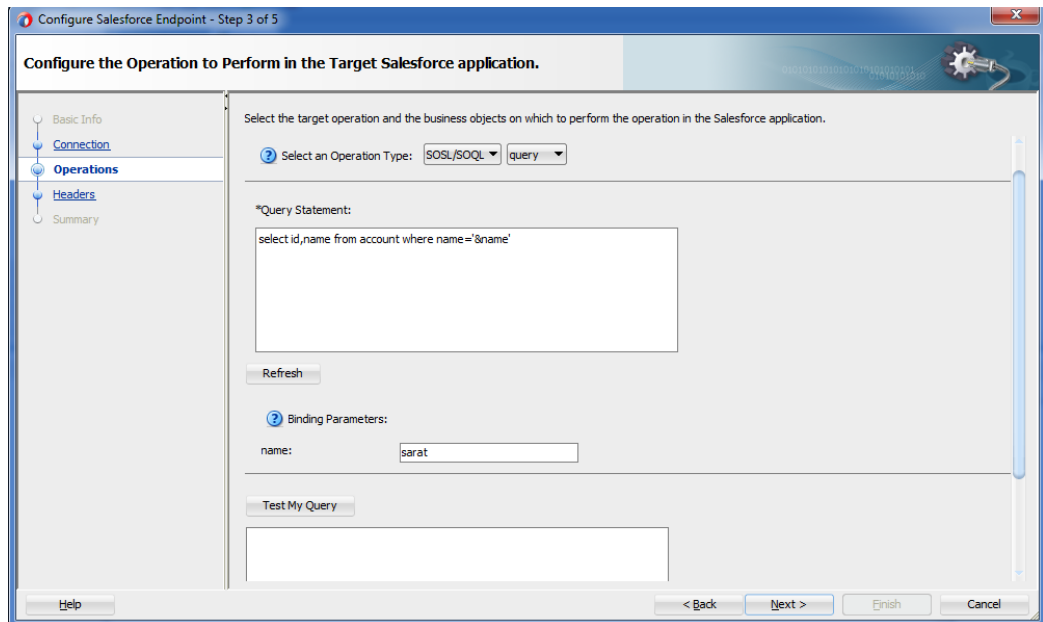 Configure Salesforce Endpoint - Step 3 of 5
Configure the Operation to Perform in the Target Salesforce application.
Basic Info
Connection
Operations
Headers
Summary
Select the target operation and the business objects on which to perform the operation in the Salesforce application.
Select an Operation Type: SOSL/SOQL query
*Query Statement:
select id,name from account where name='&name'
Refresh
Binding Parameters:
name: sarat
Test My Query
Help < Back Next > Finish Cancel